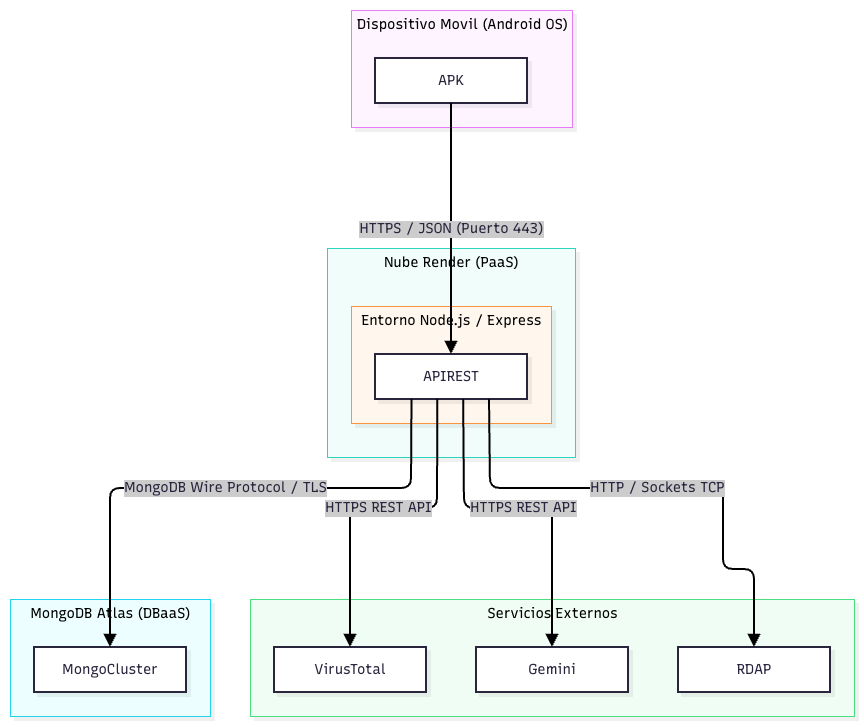 Dispositivo Movil (Android OS)
APK
HTTPS / JSON (Puerto 443)
Nube Render (PaaS)
Entorno Node.js / Express
APIREST
MongoDB Wire Protocol / TLS
HTTP / Sockets TCP
HTTPS REST API
HTTPS REST API
MongoDB Atlas (DBaaS)
Servicios Externos
MongoCluster
VirusTotal
Gemini
RDAP